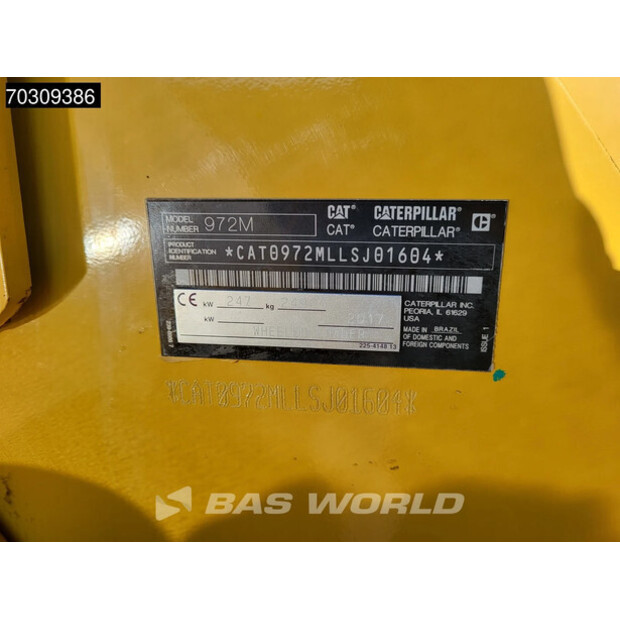 70309386
MODEL NUMBER 972M
CAT CATERPILLAR C
CAT® CATERPILLAR®
PRODUCT IDENTIFICATION NUMBER *CAT0972MLLSJ01604*
CE kW 247 kg
kW 2017
WHEEL LOADER
225-4148 13
CATERPILLAR INC.
PEORIA, IL 61629
USA
MADE IN BRAZIL OF DOMESTIC AND FOREIGN COMPONENTS
ISSUE 1
*CAT0972MLLSJ01604*
BAS WORLD